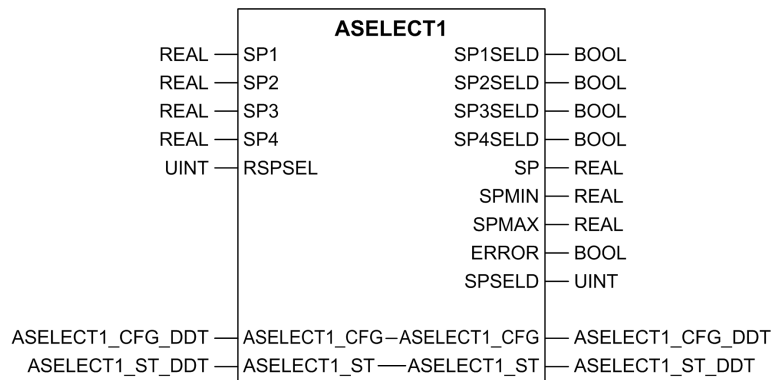 ASELECT1
REAL SP1 SP1SELD BOOL
REAL SP2 SP2SELD BOOL
REAL SP3 SP3SELD BOOL
REAL SP4 SP4SELD BOOL
UINT RSPSEL SP REAL
SPMIN REAL
SPMAX REAL
ERROR BOOL
SPSELD UINT
ASELECT1_CFG_DDT ASELECT1_CFG ASELECT1_CFG ASELECT1_CFG_DDT
ASELECT1_ST_DDT ASELECT1_ST ASELECT1_ST ASELECT1_ST_DDT